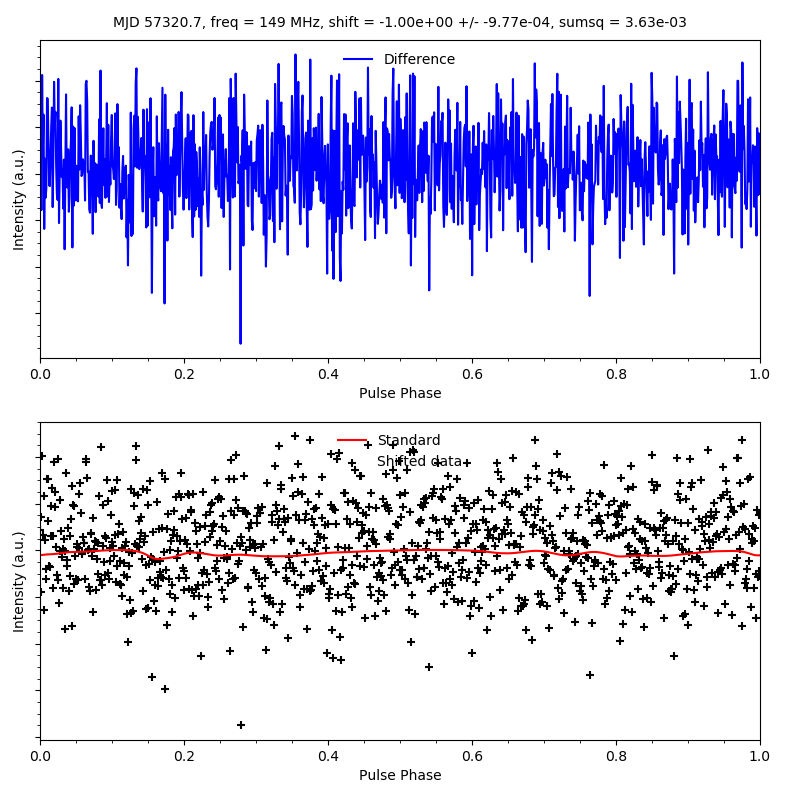 MJD 57320.7, freq = 149 MHz, shift = -1.00e+00 +/- -9.77e-04, sumsq = 3.63e-03
Difference
Intensity (a.u.)
0.0 0.2 0.4 0.6 0.8 1.0
Pulse Phase
Standard
Shifted data
Intensity (a.u.)
0.0 0.2 0.4 0.6 0.8 1.0
Pulse Phase